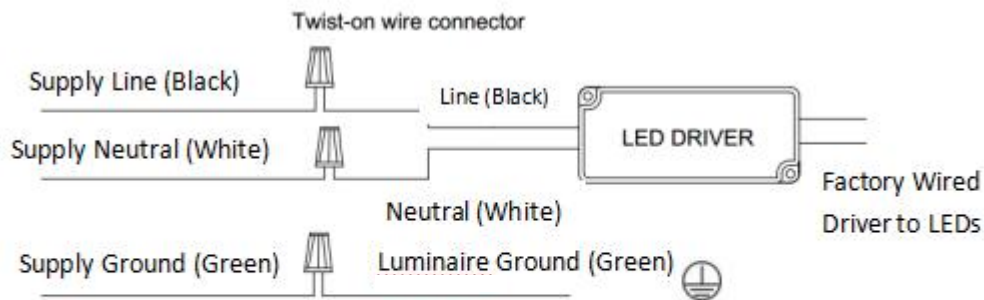 Twist-on wire connector
Supply Line (Black)
Line (Black)
Supply Neutral (White)
LED DRIVER
Factory Wired
Driver to LEDs
Neutral (White)
Supply Ground (Green)
Luminaire Ground (Green)